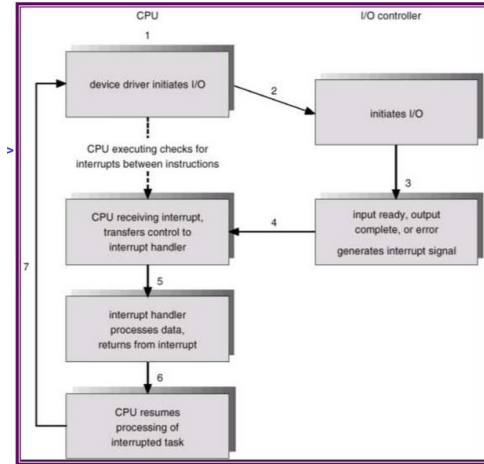 CPU
I/O controller
1
device driver initiates I/O
2
initiates I/O
CPU executing checks for
interrupts between instructions
3
CPU receiving interrupt,
transfers control to
interrupt handler
4
input ready, output
complete, or error
generates interrupt signal
7
5
interrupt handler
processes data,
returns from interrupt
6
CPU resumes
processing of
interrupted task